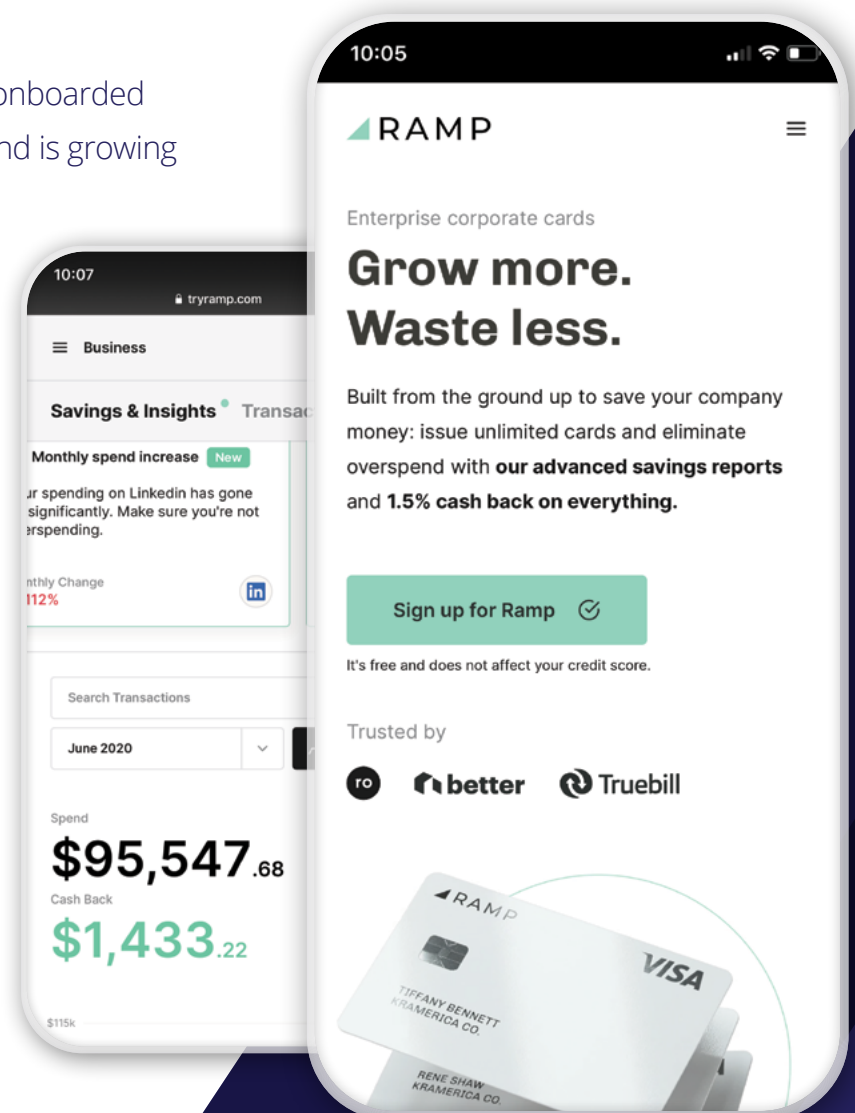 onboarded
nd is growing
10:07
tryramp.com
Business
Savings & Insights Transac
Monthly spend increase New
ur spending on Linkedin has gone
significantly. Make sure you're not
erspending.
nthly Change
112%
in
Search Transactions
June 2020
Spend
$95,547.68
Cash Back
$1,433.22
$115k
10:05
RAMP
Enterprise corporate cards
Grow more.
Waste less.
Built from the ground up to save your company
money: issue unlimited cards and eliminate
overspend with our advanced savings reports
and 1.5% cash back on everything.
Sign up for Ramp
It's free and does not affect your credit score.
Trusted by
ro better Truebill
RAMP
VISA
TIFFANY BENNETT
KRAMERICA CO.
RENE SHAW
KRAMERICA CO.